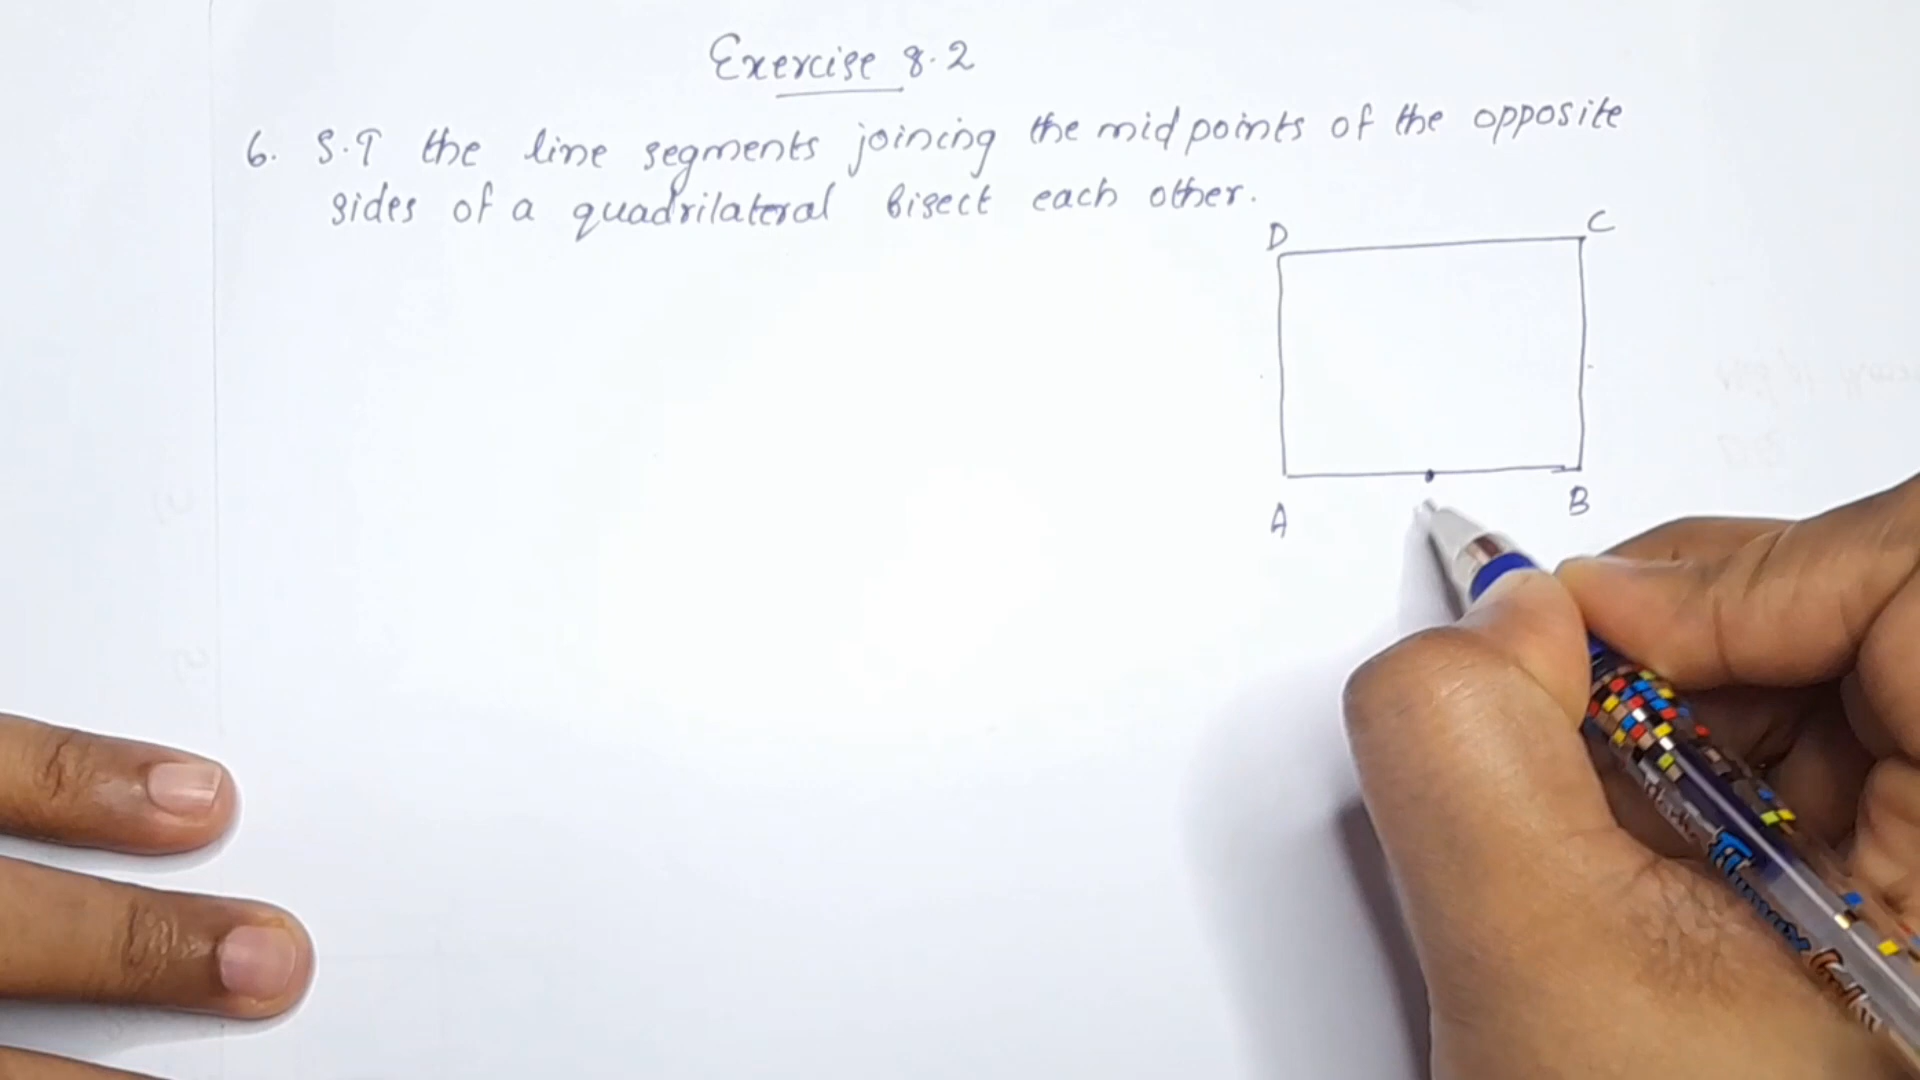 Exercise 8.2
6. S.T the line segments joining the midpoints of the opposite
sides of a quadrilateral bisect each other.
D C
A B